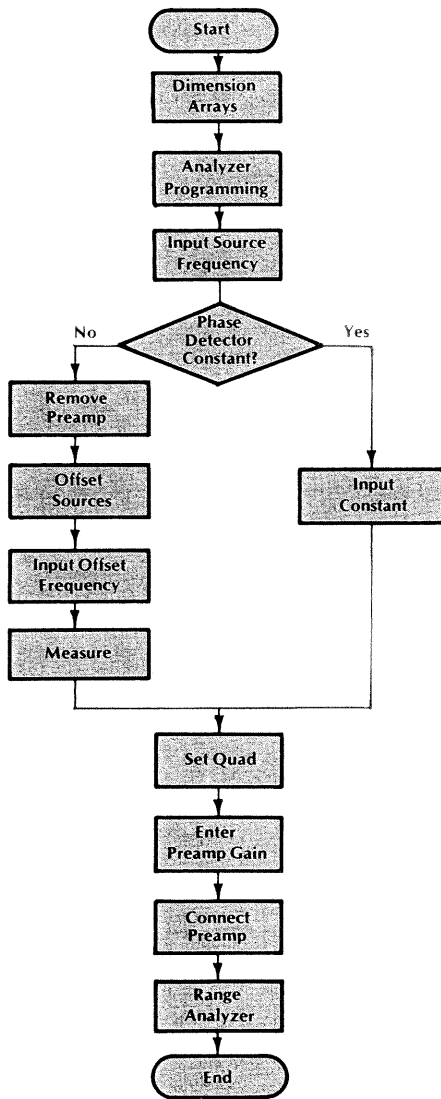 Start
Dimension
Arrays
Analyzer
Programming
Input Source
Frequency
Phase
Detector
Constant?
No
Yes
Remove
Preamp
Offset
Sources
Input Offset
Frequency
Measure
Input
Constant
Set Quad
Enter
Preamp Gain
Connect
Preamp
Range
Analyzer
End